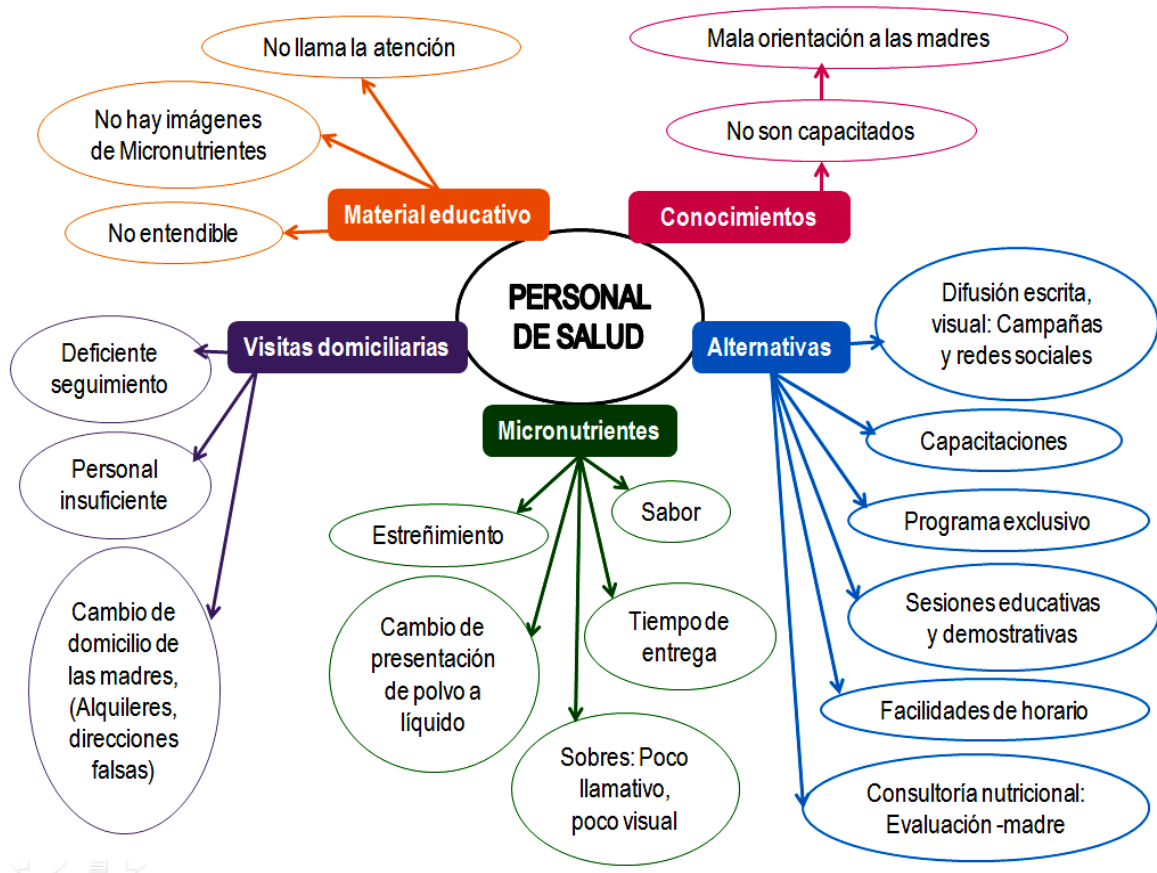 No llama la atención
No hay imágenes
de Micronutrientes
No entendible
Material educativo
Mala orientación a las madres
No son capacitados
Conocimientos
PERSONAL
DE SALUD
Visitas domiciliarias
Deficiente
seguimiento
Personal
insuficiente
Cambio de
domicilio de
las madres,
(Alquileres,
direcciones
falsas)
Micronutrientes
Estreñimiento
Sabor
Cambio de
presentación
de polvo a
líquido
Tiempo de
entrega
Sobres: Poco
llamativo,
poco visual
Alternativas
Difusión escrita,
visual: Campañas
y redes sociales
Capacitaciones
Programa exclusivo
Sesiones educativas
y demostrativas
Facilidades de horario
Consultoría nutricional:
Evaluación -madre